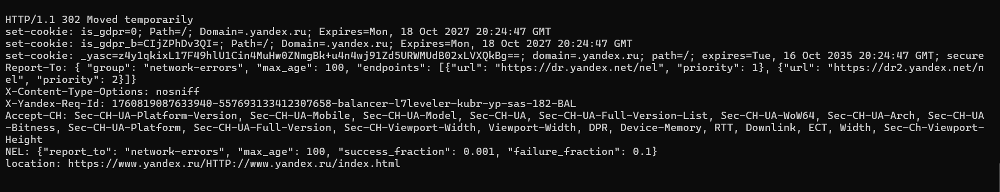 HTTP/1.1 302 Moved temporarily
set-cookie: is_gdpr=0; Path=/; Domain=.yandex.ru; Expires=Mon, 18 Oct 2027 20:24:47 GMT
set-cookie: is_gdpr_b=CIjZPhDv3QI=; Path=/; Domain=.yandex.ru; Expires=Mon, 18 Oct 2027 20:24:47 GMT
set-cookie: _yasc=z4y1qkixL17F49hlU1Cin4MuHw0ZNmgBk+u4n4wj91Zd5URWMUdB02xLVXQkBg==; domain=.yandex.ru; path=/; expires=Tue, 16 Oct 2035 20:24:47 GMT; secure
Report-To: { "group": "network-errors", "max_age": 100, "endpoints": [{"url": "https://dr.yandex.net/nel", "priority": 1}, {"url": "https://dr2.yandex.net/n
el", "priority": 2}]}
X-Content-Type-Options: nosniff
X-Yandex-Req-Id: 1760819087633940-557693133412307658-balancer-l7leveler-kubr-yp-sas-182-BAL
Accept-CH: Sec-CH-UA-Platform-Version, Sec-CH-UA-Mobile, Sec-CH-UA-Model, Sec-CH-UA, Sec-CH-UA-Full-Version-List, Sec-CH-UA-WoW64, Sec-CH-UA-Arch, Sec-CH-UA
-Bitness, Sec-CH-UA-Platform, Sec-CH-UA-Full-Version, Sec-CH-Viewport-Width, Viewport-Width, DPR, Device-Memory, RTT, Downlink, ECT, Width, Sec-Ch-Viewport-
Height
NEL: {"report_to": "network-errors", "max_age": 100, "success_fraction": 0.001, "failure_fraction": 0.1}
location: https://www.yandex.ru/HTTP://www.yandex.ru/index.html